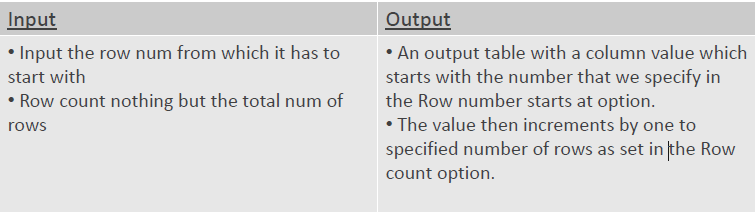 Input
• Input the row num from which it has to
start with
• Row count nothing but the total num of
rows
Output
• An output table with a column value which
starts with the number that we specify in
the Row number starts at option.
• The value then increments by one to
specified number of rows as set in the Row
count option.